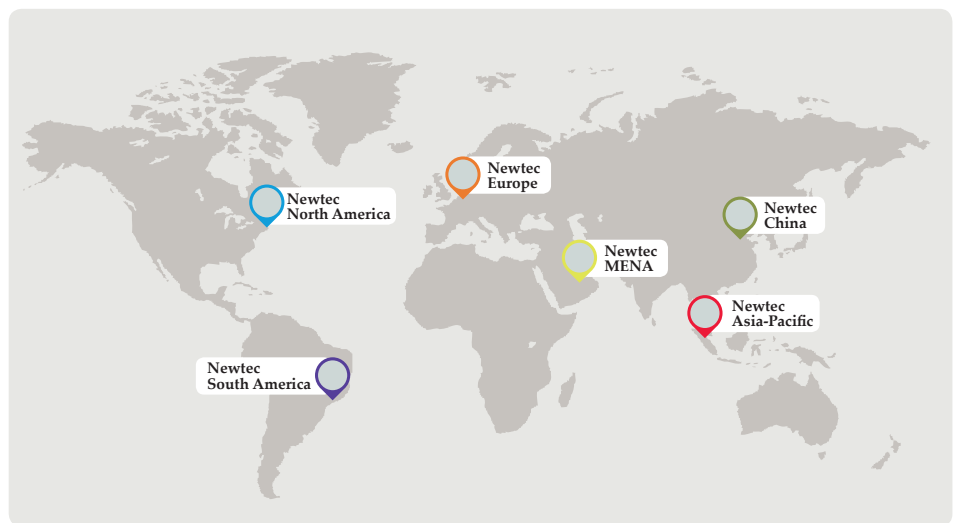 Newtec
Europe
Newtec
North America
Newtec
China
Newtec
MENA
Newtec
Asia-Pacific
Newtec
South America